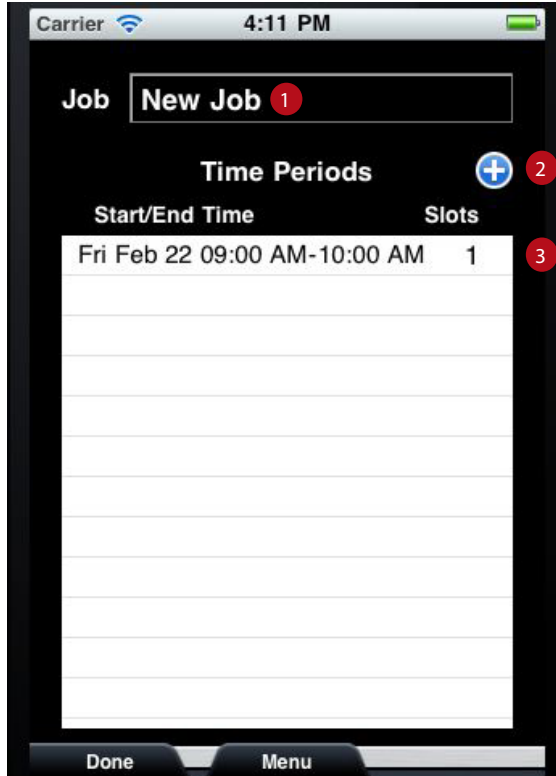 Carrier 4:11 PM
Job New Job 1
Time Periods 2
Start/End Time Slots
Fri Feb 22 09:00 AM-10:00 AM 1 3
Done Menu